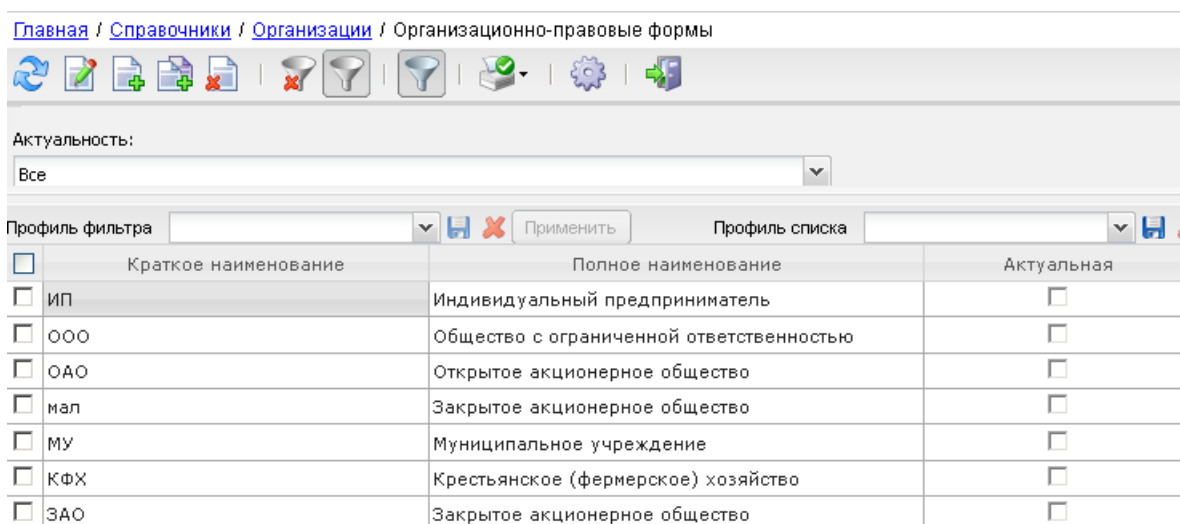 Главная / Справочники / Организации / Организационно-правовые формы
Актуальность:
Все
Профиль фильтра Применить Профиль списка
Краткое наименование Полное наименование Актуальная
ИП Индивидуальный предприниматель
ООО Общество с ограниченной ответственностью
ОАО Открытое акционерное общество
мал Закрытое акционерное общество
МУ Муниципальное учреждение
КФХ Крестьянское (фермерское) хозяйство
ЗАО Закрытое акционерное общество